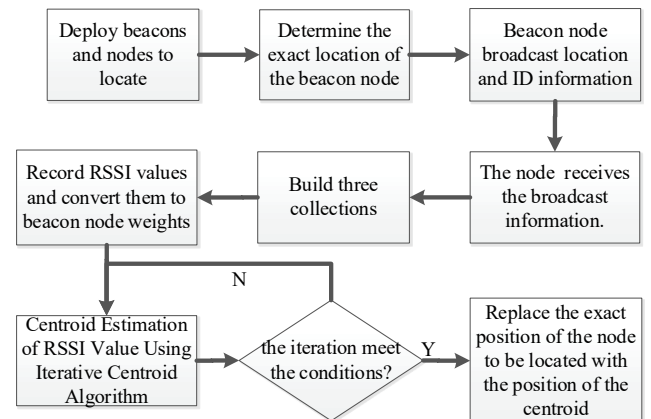 Deploy beacons
and nodes to
locate
Determine the
exact location of
the beacon node
Beacon node
broadcast location
and ID information
The node receives
the broadcast
information.
Build three
collections
Record RSSI values
and convert them to
beacon node weights
N
Centroid Estimation
of RSSI Value Using
Iterative Centroid
Algorithm
the iteration meet
the conditions?
Y
Replace the exact
position of the node
to be located with
the position of the
centroid